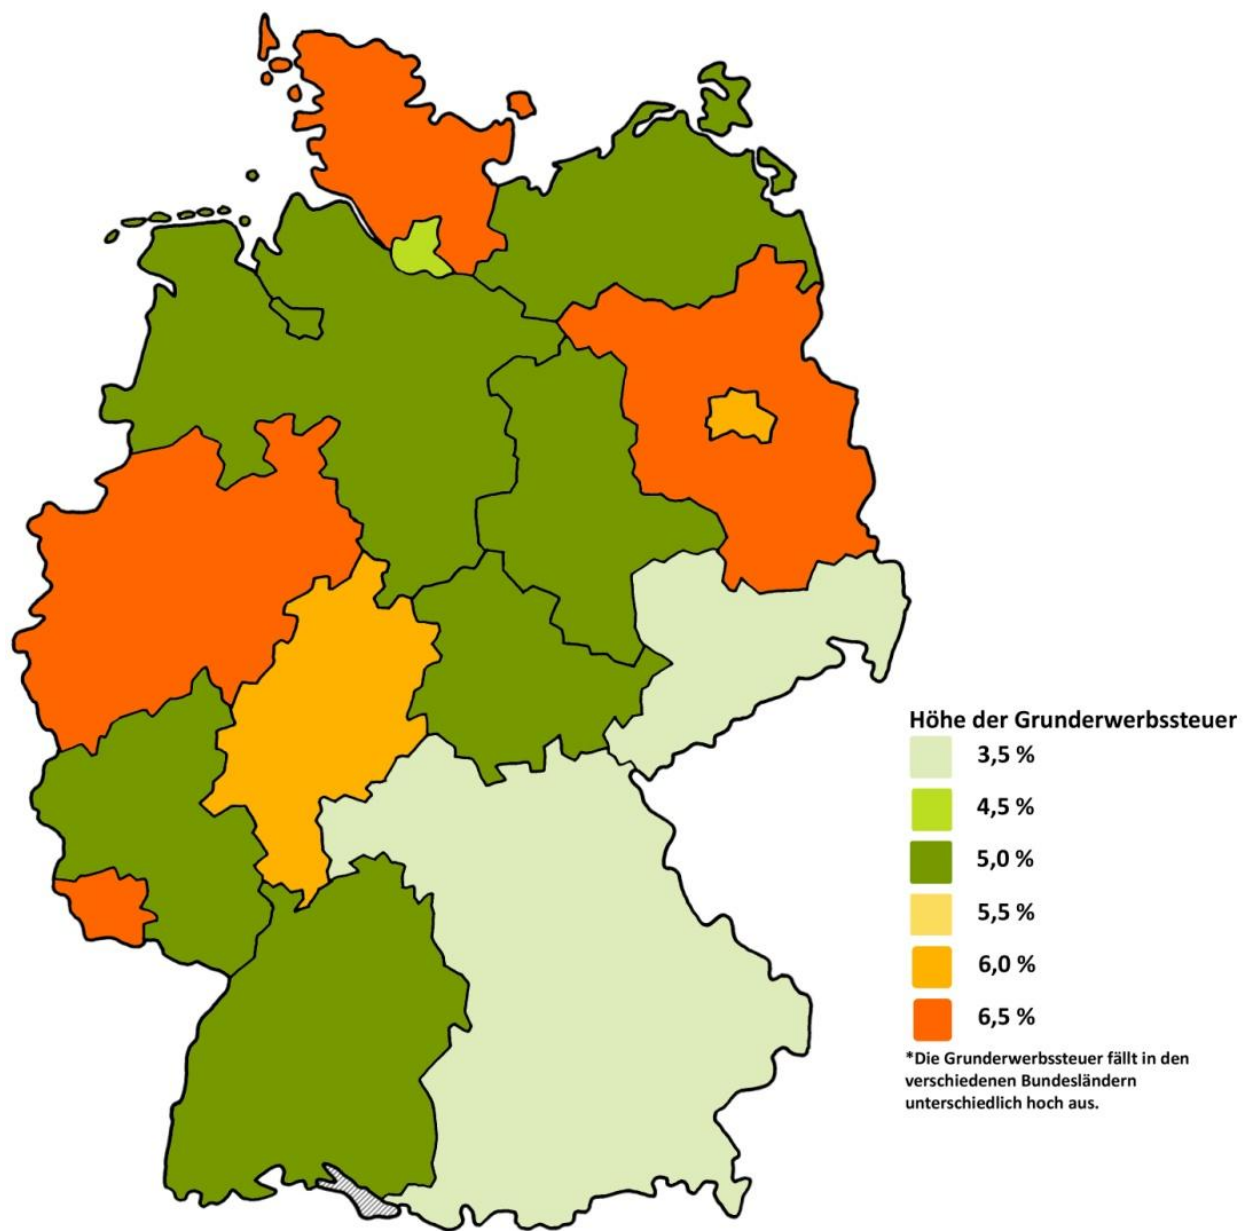 Höhe der Grunderwerbssteuer
3,5 %
4,5 %
5,0 %
5,5 %
6,0 %
6,5 %
*Die Grunderwerbssteuer fällt in den
verschiedenen Bundesländern
unterschiedlich hoch aus.